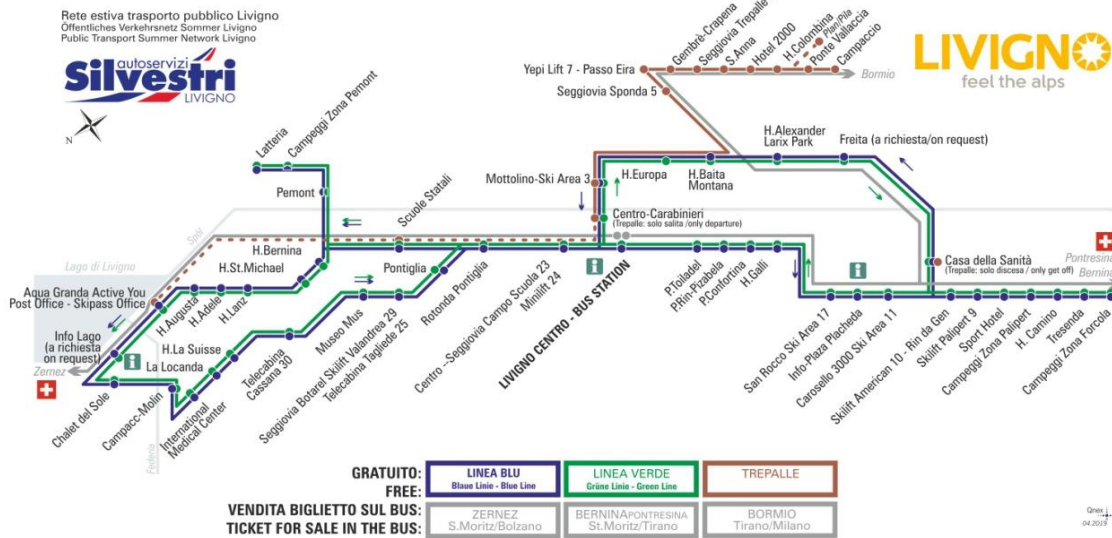 Rete estiva trasporto pubblico Livigno
Öffentliches Verkehrsnetz Sommer Livigno
Public Transport Summer Network Livigno
autoservizi
Silvestri
LIVIGNO
LIVIGNO
feel the alps
N
Yepi Lift 7 - Passo Eira
Gembrè-Crapena
Seggiovia Trepalle
S.Anna
Hotel 2000
H.Colombina
Plan/Pila
Ponte Vallaccia
Campaccio
Bormio
Seggiovia Sponda 5
Latteria
Campeggi Zona Pemont
Pemont
Scuole Statali
Mottolino-Ski Area 3
H.Europa
H.Baita
Montana
H.Alexander
Larix Park
Freita (a richiesta/on request)
Centro-Carabinieri
(Trepalle: solo salita /only departure)
Spöl
Lago di Livigno
H.Bernina
H.St.Michael
H.Augusta
H.Adele
H.Lanz
Aqua Granda Active You
Post Office - Skipass Office
Info Lago
(a richiesta
on request)
Zernez
Chalet del Sole
Campacc-Molin
Federia
H.La Suisse
La Locanda
International
Medical Center
Telecabina
Cassana 30
Museo Mus
Seggiovia Botarel Skilift Valandrea 29
Telecabina Tagliede 25
Pontiglia
Rotonda Pontiglia
Centro -Seggiovia Campo Scuola 23
Minilift 24
LIVIGNO CENTRO - BUS STATION
P.Toiladel
P.Rin-Pizabela
P.Confortina
H.Galli
San Rocco Ski Area 17
Info-Plaza Placheda
Carosello 3000 Ski Area 11
Skilift American 10 - Rin da Gen
Skilift Palipert 9
Sport Hotel
Campeggi Zona Palipert
H. Camino
Tresenda
Campeggi Zona Forcola
Casa della Sanità
(Trepalle: solo discesa / only get off)
Pontresina
Bernina
GRATUITO:
FREE:
LINEA BLU
Blaue Linie - Blue Line
LINEA VERDE
Grüne Linie - Green Line
TREPALLE
VENDITA BIGLIETTO SUL BUS:
TICKET FOR SALE IN THE BUS:
ZERNEZ
S.Moritz/Bolzano
BERNINAPONTRESINA
St.Moritz/Tirano
BORMIO
Tirano/Milano
Qnex
04.2019